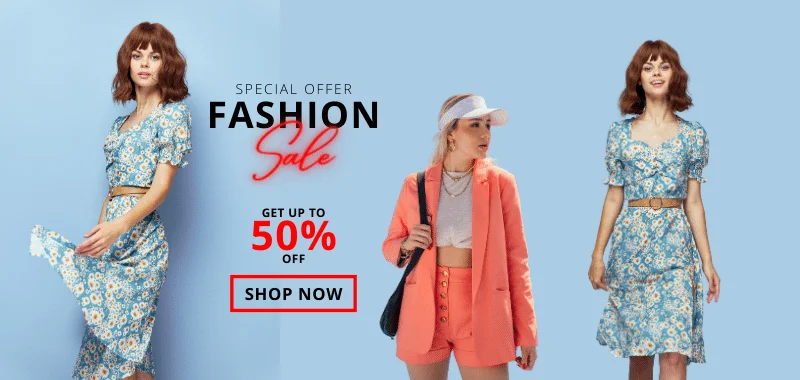 SPECIAL OFFER
FASHION
Sale
GET UP TO
50%
OFF
SHOP NOW